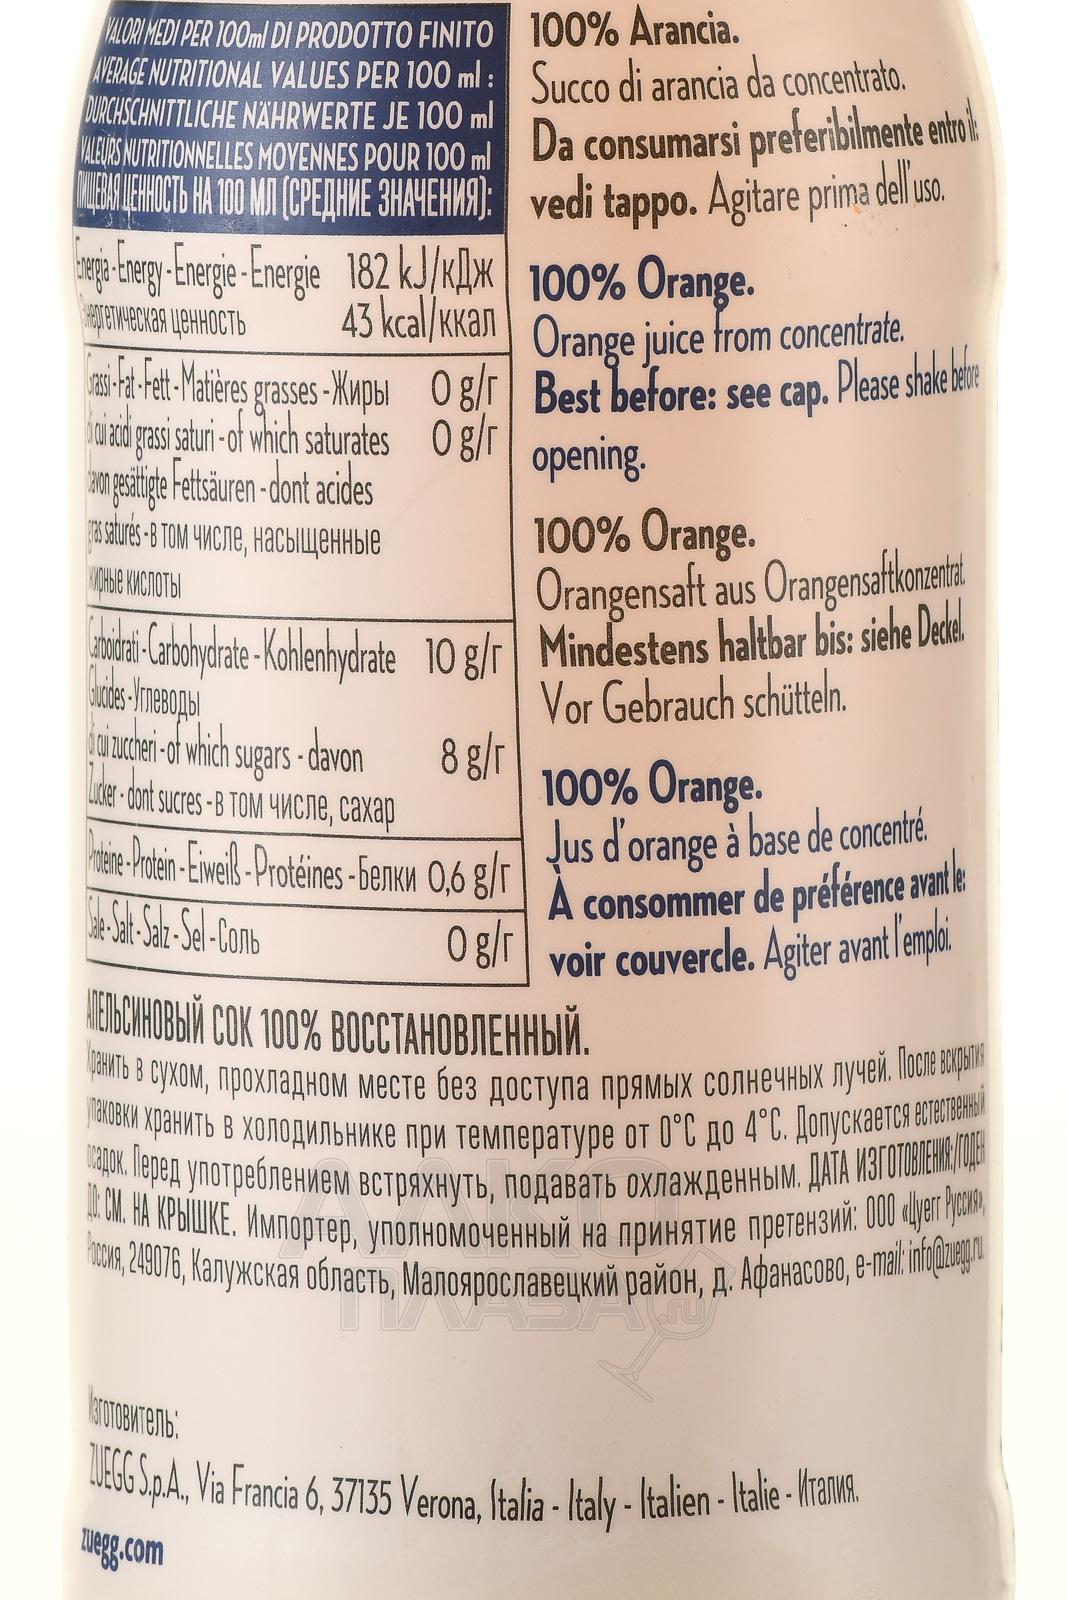 VALORI MEDI PER 100ml DI PRODOTTO FINITO
AVERAGE NUTRITIONAL VALUES PER 100 ml :
DURCHSCHNITTLICHE NÄHRWERTE JE 100 ml
VALEURS NUTRITIONNELLES MOYENNES POUR 100 ml
ПИЩЕВАЯ ЦЕННОСТЬ НА 100 МЛ (СРЕДНИЕ ЗНАЧЕНИЯ):
Energia - Energy - Energie - Energie 182 kJ/кДж
Энергетическая ценность 43 kcal/ккал
Grassi - Fat - Fett - Matières grasses - Жиры 0 g/г
di cui acidi grassi saturi - of which saturates 0 g/г
davon gesättigte Fettsäuren - dont acides
gras saturés - в том числе, насыщенные
жирные кислоты
Carboidrati - Carbohydrate - Kohlenhydrate 10 g/г
Glucides - Углеводы
di cui zuccheri - of which sugars - davon 8 g/г
Zucker - dont sucres - в том числе, сахар
Proteine - Protein - Eiweiß - Protéines - Белки 0,6 g/г
Sale - Salt - Salz - Sel - Соль 0 g/г
100% Arancia.
Succo di arancia da concentrato.
Da consumarsi preferibilmente entro il:
vedi tappo. Agitare prima dell'uso.
100% Orange.
Orange juice from concentrate.
Best before: see cap. Please shake before
opening.
100% Orange.
Orangensaft aus Orangensaftkonzentrat.
Mindestens haltbar bis: siehe Deckel.
Vor Gebrauch schütteln.
100% Orange.
Jus d'orange à base de concentré.
À consommer de préférence avant le:
voir couvercle. Agiter avant l'emploi.
АПЕЛЬСИНОВЫЙ СОК 100% ВОССТАНОВЛЕННЫЙ.
Хранить в сухом, прохладном месте без доступа прямых солнечных лучей. После вскрытия
упаковки хранить в холодильнике при температуре от 0°C до 4°C. Допускается естественный
осадок. Перед употреблением встряхнуть, подавать охлажденным. ДАТА ИЗГОТОВЛЕНИЯ:/ГОДЕН
ДО: СМ. НА КРЫШКЕ. Импортер, уполномоченный на принятие претензий: ООО «Цуегг Руссия»,
Россия, 249076, Калужская область, Малоярославецкий район, д. Афанасово, e-mail: info@zuegg.ru.
АЛКО
ПЛАЗА.ru
Изготовитель:
ZUEGG S.p.A., Via Francia 6, 37135 Verona, Italia - Italy - Italien - Italie - Италия.
zuegg.com